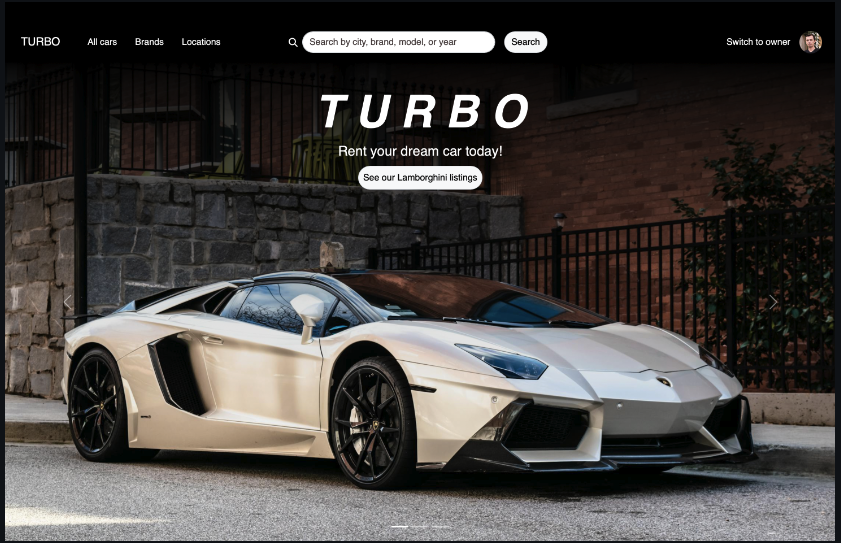 TURBO
All cars
Brands
Locations
Search by city, brand, model, or year
Search
Switch to owner
TURBO
Rent your dream car today!
See our Lamborghini listings